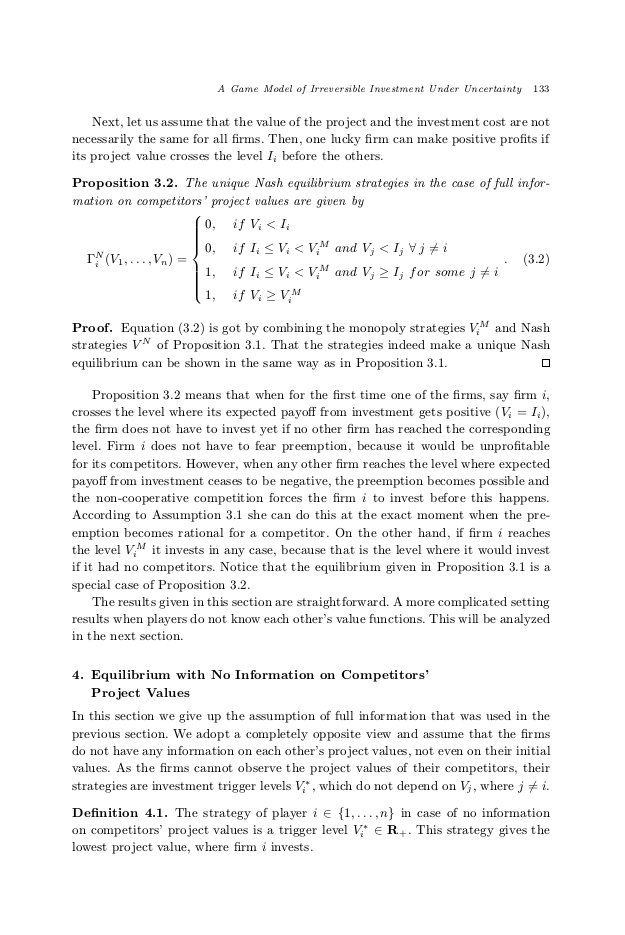 A Game Model of Irreversible Investment Under Uncertainty 133
Next, let us assume that the value of the project and the investment cost are not
necessarily the same for all firms. Then, one lucky firm can make positive profits if
its project value crosses the level I_i before the others.
Proposition 3.2. The unique Nash equilibrium strategies in the case of full infor-
mation on competitors' project values are given by
Γ_i^N(V_1, . . . , V_n) = { 0, if V_i < I_i
0, if I_i ≤ V_i < V_i^M and V_j < I_j ∀ j ≠ i
1, if I_i ≤ V_i < V_i^M and V_j ≥ I_j for some j ≠ i
1, if V_i ≥ V_i^M
. (3.2)
Proof. Equation (3.2) is got by combining the monopoly strategies V_i^M and Nash
strategies V^N of Proposition 3.1. That the strategies indeed make a unique Nash
equilibrium can be shown in the same way as in Proposition 3.1. □
Proposition 3.2 means that when for the first time one of the firms, say firm i,
crosses the level where its expected payoff from investment gets positive (V_i = I_i),
the firm does not have to invest yet if no other firm has reached the corresponding
level. Firm i does not have to fear preemption, because it would be unprofitable
for its competitors. However, when any other firm reaches the level where expected
payoff from investment ceases to be negative, the preemption becomes possible and
the non-cooperative competition forces the firm i to invest before this happens.
According to Assumption 3.1 she can do this at the exact moment when the pre-
emption becomes rational for a competitor. On the other hand, if firm i reaches
the level V_i^M it invests in any case, because that is the level where it would invest
if it had no competitors. Notice that the equilibrium given in Proposition 3.1 is a
special case of Proposition 3.2.
The results given in this section are straightforward. A more complicated setting
results when players do not know each other's value functions. This will be analyzed
in the next section.
4. Equilibrium with No Information on Competitors'
Project Values
In this section we give up the assumption of full information that was used in the
previous section. We adopt a completely opposite view and assume that the firms
do not have any information on each other's project values, not even on their initial
values. As the firms cannot observe the project values of their competitors, their
strategies are investment trigger levels V_i^*, which do not depend on V_j, where j ≠ i.
Definition 4.1. The strategy of player i ∈ {1, . . . , n} in case of no information
on competitors' project values is a trigger level V_i^* ∈ R_+. This strategy gives the
lowest project value, where firm i invests.